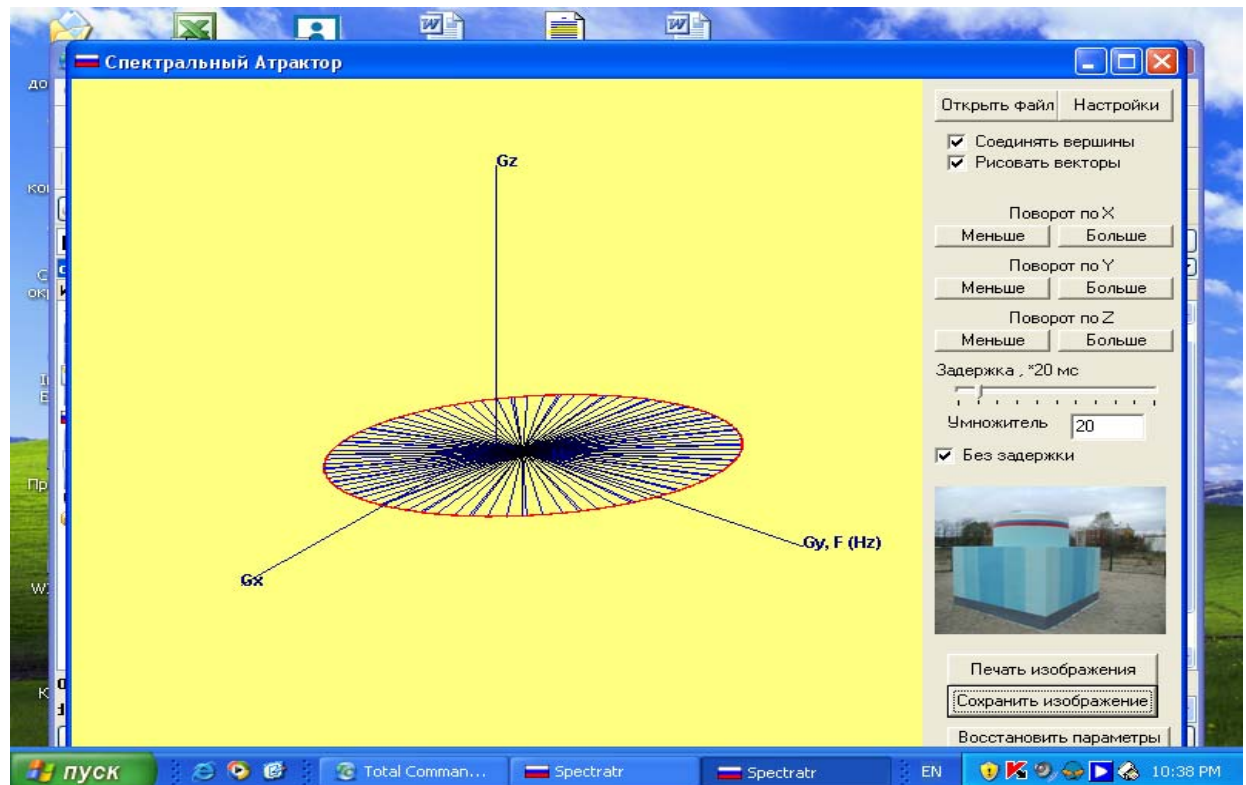 Спектральный Атрактор
Открыть файл
Настройки
Соединять вершины
Рисовать векторы
Поворот по X
Меньше
Больше
Поворот по Y
Меньше
Больше
Поворот по Z
Меньше
Больше
Задержка , *20 мс
Умножитель
20
Без задержки
Gz
Gy, F (Hz)
Gx
Печать изображения
Сохранить изображение
Восстановить параметры
пуск
Total Comman...
Spectratr
Spectratr
EN
10:38 PM